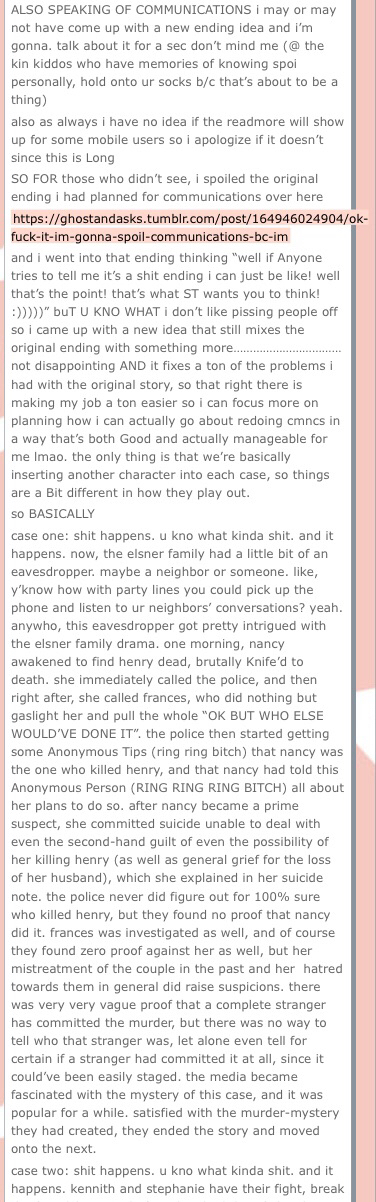 ALSO SPEAKING OF COMMUNICATIONS i may or may
not have come up with a new ending idea and i’m
gonna. talk about it for a sec don’t mind me (@ the
kin kiddos who have memories of knowing spoi
personally, hold onto ur socks b/c that’s about to be a
thing)
also as always i have no idea if the readmore will show
up for some mobile users so i apologize if it doesn’t
since this is Long
SO FOR those who didn’t see, i spoiled the original
ending i had planned for communications over here
https://ghostandasks.tumblr.com/post/164946024904/ok-
fuck-it-im-gonna-spoil-communications-bc-im
and i went into that ending thinking “well if Anyone
tries to tell me it’s a shit ending i can just be like! well
that’s the point! that’s what ST wants you to think!
:)))))” buT U KNO WHAT i don’t like pissing people off
so i came up with a new idea that still mixes the
original ending with something more……………………………
not disappointing AND it fixes a ton of the problems i
had with the original story, so that right there is
making my job a ton easier so i can focus more on
planning how i can actually go about redoing cmncs in
a way that’s both Good and actually manageable for
me lmao. the only thing is that we’re basically
inserting another character into each case, so things
are a Bit different in how they play out.
so BASICALLY
case one: shit happens. u kno what kinda shit. and it
happens. now, the elsner family had a little bit of an
eavesdropper. maybe a neighbor or someone. like,
y’know how with party lines you could pick up the
phone and listen to ur neighbors’ conversations? yeah.
anywho, this eavesdropper got pretty intrigued with
the elsner family drama. one morning, nancy
awakened to find henry dead, brutally Knife’d to
death. she immediately called the police, and then
right after, she called frances, who did nothing but
gaslight her and pull the whole “OK BUT WHO ELSE
WOULD’VE DONE IT”. the police then started getting
some Anonymous Tips (ring ring bitch) that nancy was
the one who killed henry, and that nancy had told this
Anonymous Person (RING RING RING BITCH) all about
her plans to do so. after nancy became a prime
suspect, she committed suicide unable to deal with
even the second-hand guilt of even the possibility of
her killing henry (as well as general grief for the loss
of her husband), which she explained in her suicide
note. the police never did figure out for 100% sure
who killed henry, but they found no proof that nancy
did it. frances was investigated as well, and of course
they found zero proof against her as well, but her
mistreatment of the couple in the past and her  hatred
towards them in general did raise suspicions. there
was very very vague proof that a complete stranger
has committed the murder, but there was no way to
tell who that stranger was, let alone even tell for
certain if a stranger had committed it at all, since it
could’ve been easily staged. the media became
fascinated with the mystery of this case, and it was
popular for a while. satisfied with the murder-mystery
they had created, they ended the story and moved
onto the next.
case two: shit happens. u kno what kinda shit. and it
happens. kennith and stephanie have their fight, break